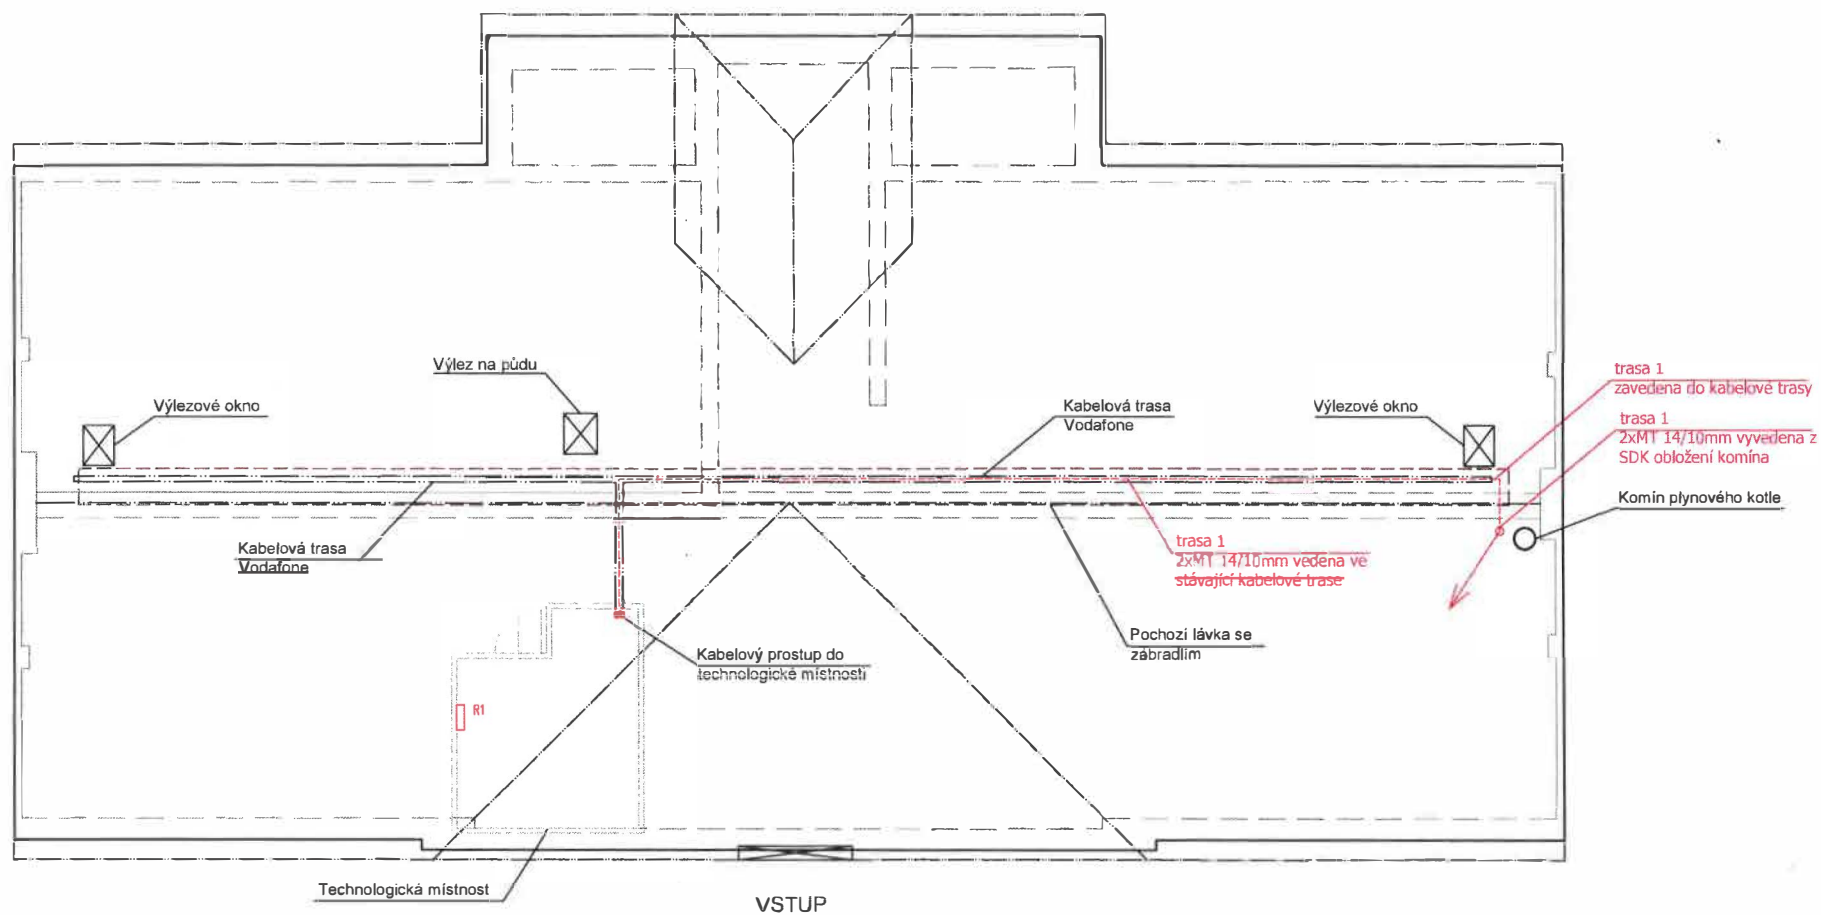 Výlez na půdu
Výlezové okno
Kabelová trasa
Vodafone
Výlezové okno
trasa 1
zavedena do kabelové trasy
trasa 1
2xMT 14/10mm vyvedena z
SDK obložení komína
Komín plynového kotle
Kabelová trasa
Vodafone
trasa 1
2xMT 14/10mm vedena ve
stávající kabelové trase
Pochozí lávka se
zábradlím
Kabelový prostup do
technologické místnosti
R1
Technologická místnost
VSTUP